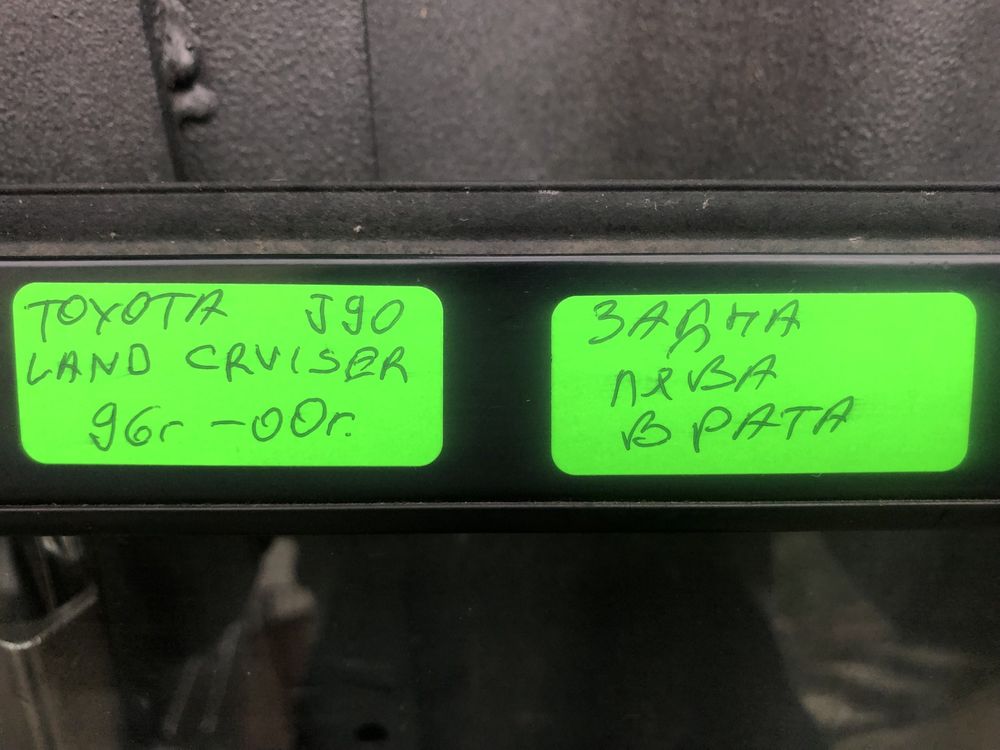 TOYOTA J90
LAND CRUISER
96г - 00г.
ЗАДНА
ЛЯВА
ВРАТА